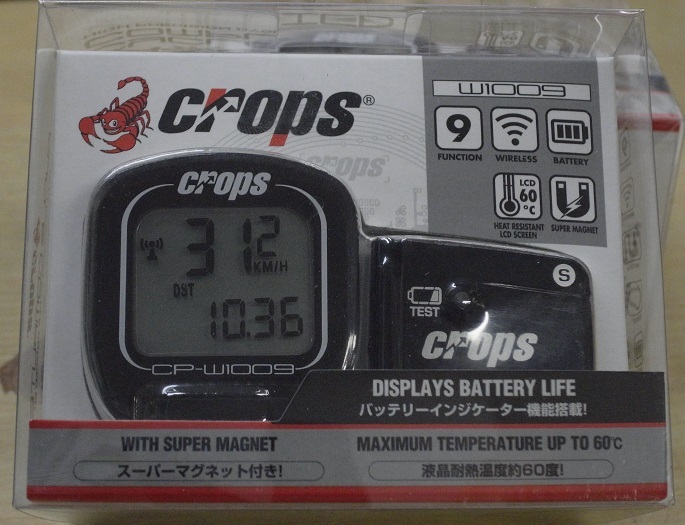 crops®
W1009
9
FUNCTION
WIRELESS
BATTERY
LCD
60
°C
HEAT RESISTANT
LCD SCREEN
SUPER MAGNET
crops
31.2
KM/H
DST
10.36
CP-W1009
S
TEST
crops
DISPLAYS BATTERY LIFE
バッテリーインジケーター機能搭載!
WITH SUPER MAGNET
スーパーマグネット付き!
MAXIMUM TEMPERATURE UP TO 60℃
液晶耐熱温度約60度!